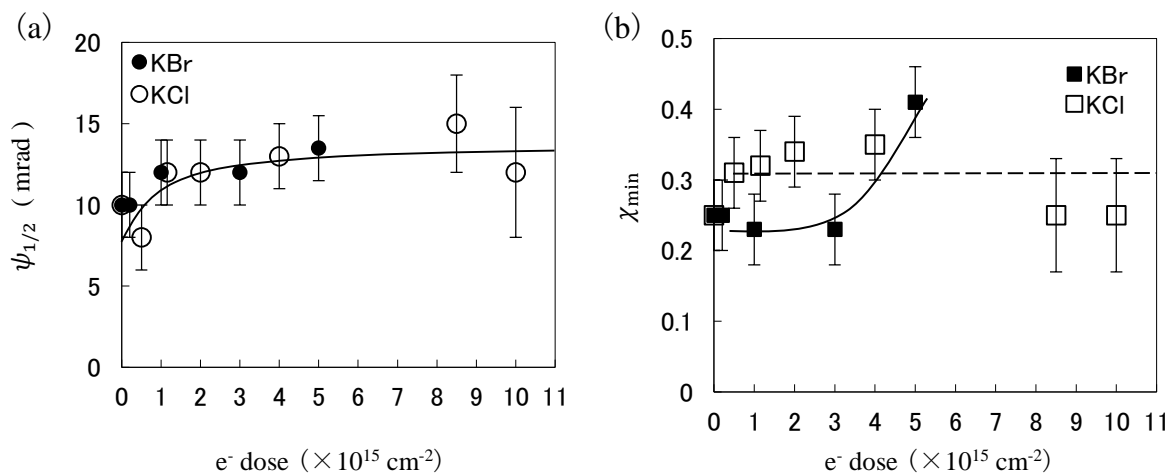 (a)
20
15
10
5
0
ψ1/2 ( mrad )
KBr
KCl
0 1 2 3 4 5 6 7 8 9 10 11
e- dose (×10^15 cm^-2)
(b)
0.5
0.4
0.3
0.2
0.1
0
χmin
KBr
KCl
0 1 2 3 4 5 6 7 8 9 10 11
e- dose (×10^15 cm^-2)